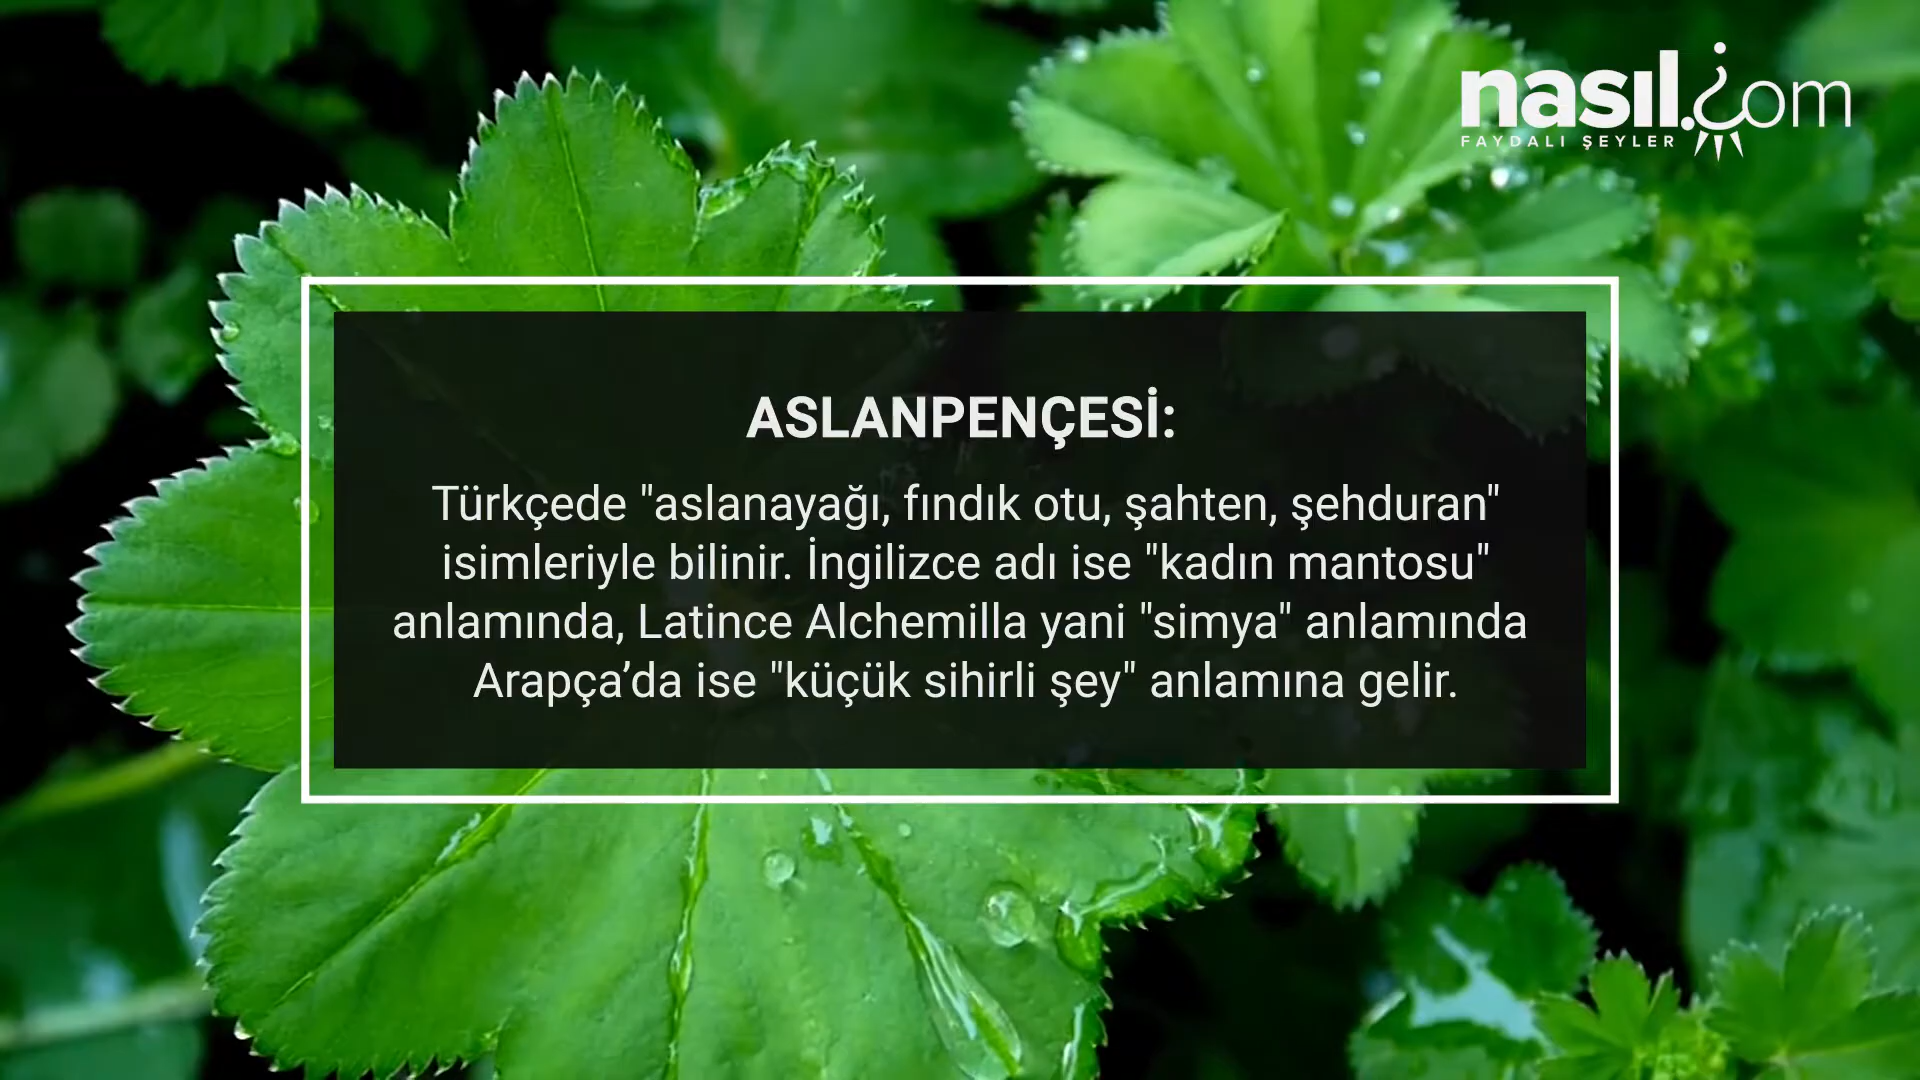 nasıl.com
FAYDALI ŞEYLER
ASLANPENÇESİ:
Türkçede "aslanayağı, fındık otu, şahten, şehduran"
isimleriyle bilinir. İngilizce adı ise "kadın mantosu"
anlamında, Latince Alchemilla yani "simya" anlamında
Arapça’da ise "küçük sihirli şey" anlamına gelir.